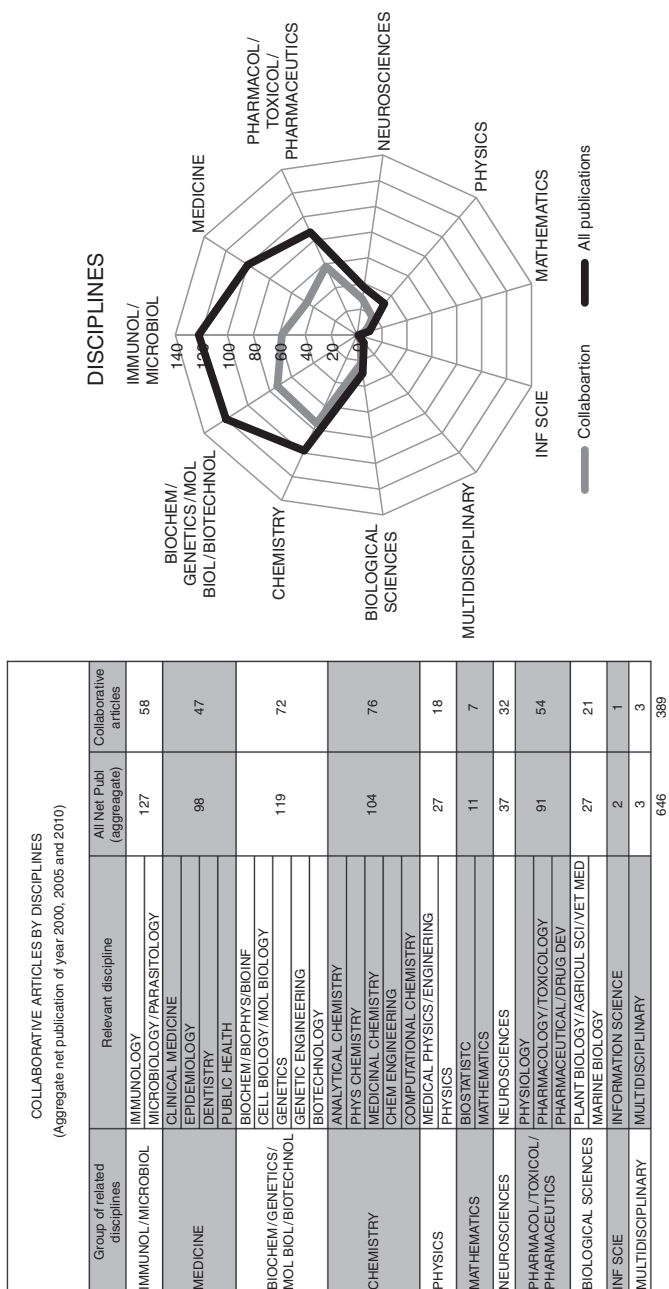 COLLABORATIVE ARTICLES BY DISCIPLINES
(Aggregate net publication of year 2000, 2005 and 2010)
Group of related
disciplines
Relevant discipline
All Net Publ
(aggreagate)
Collaborative
articles
IMMUNOL/MICROBIOL
IMMUNOLOGY
MICROBIOLOGY/PARASITOLOGY
127
58
MEDICINE
CLINICAL MEDICINE
EPIDEMIOLOGY
DENTISTRY
PUBLIC HEALTH
98
47
BIOCHEM/GENETICS/
MOL BIOL/BIOTECHNOL
BIOCHEM/BIOPHYS/BIOINF
CELL BIOLOGY/MOL BIOLOGY
GENETICS
GENETIC ENGINEERING
BIOTECHNOLOGY
119
72
CHEMISTRY
ANALYTICAL CHEMISTRY
PHYS CHEMISTRY
MEDICINAL CHEMISTRY
CHEM ENGINEERING
COMPUTATIONAL CHEMISTRY
104
76
PHYSICS
MEDICAL PHYSICS/ENGINERING
PHYSICS
27
18
MATHEMATICS
BIOSTATISTC
MATHEMATICS
11
7
NEUROSCIENCES
NEUROSCIENCES
37
32
PHARMACOL/TOXICOL/
PHARMACEUTICS
PHYSIOLOGY
PHARMACOLOGY/TOXICOLOGY
PHARMACEUTICAL/DRUG DEV
91
54
BIOLOGICAL SCIENCES
PLANT BIOLOGY/AGRICUL SCI/VET MED
MARINE BIOLOGY
27
21
INF SCIE
INFORMATION SCIENCE
2
1
MULTIDISCIPLINARY
MULTIDISCIPLINARY
3
3
646
389
DISCIPLINES
IMMUNOL/
MICROBIOL
MEDICINE
PHARMACOL/
TOXICOL/
PHARMACEUTICS
NEUROSCIENCES
PHYSICS
MATHEMATICS
INF SCIE
MULTIDISCIPLINARY
BIOLOGICAL
SCIENCES
CHEMISTRY
BIOCHEM/
GENETICS/MOL
BIOL/BIOTECHNOL
140
120
100
80
60
40
20
0
Collaboartion
All publications